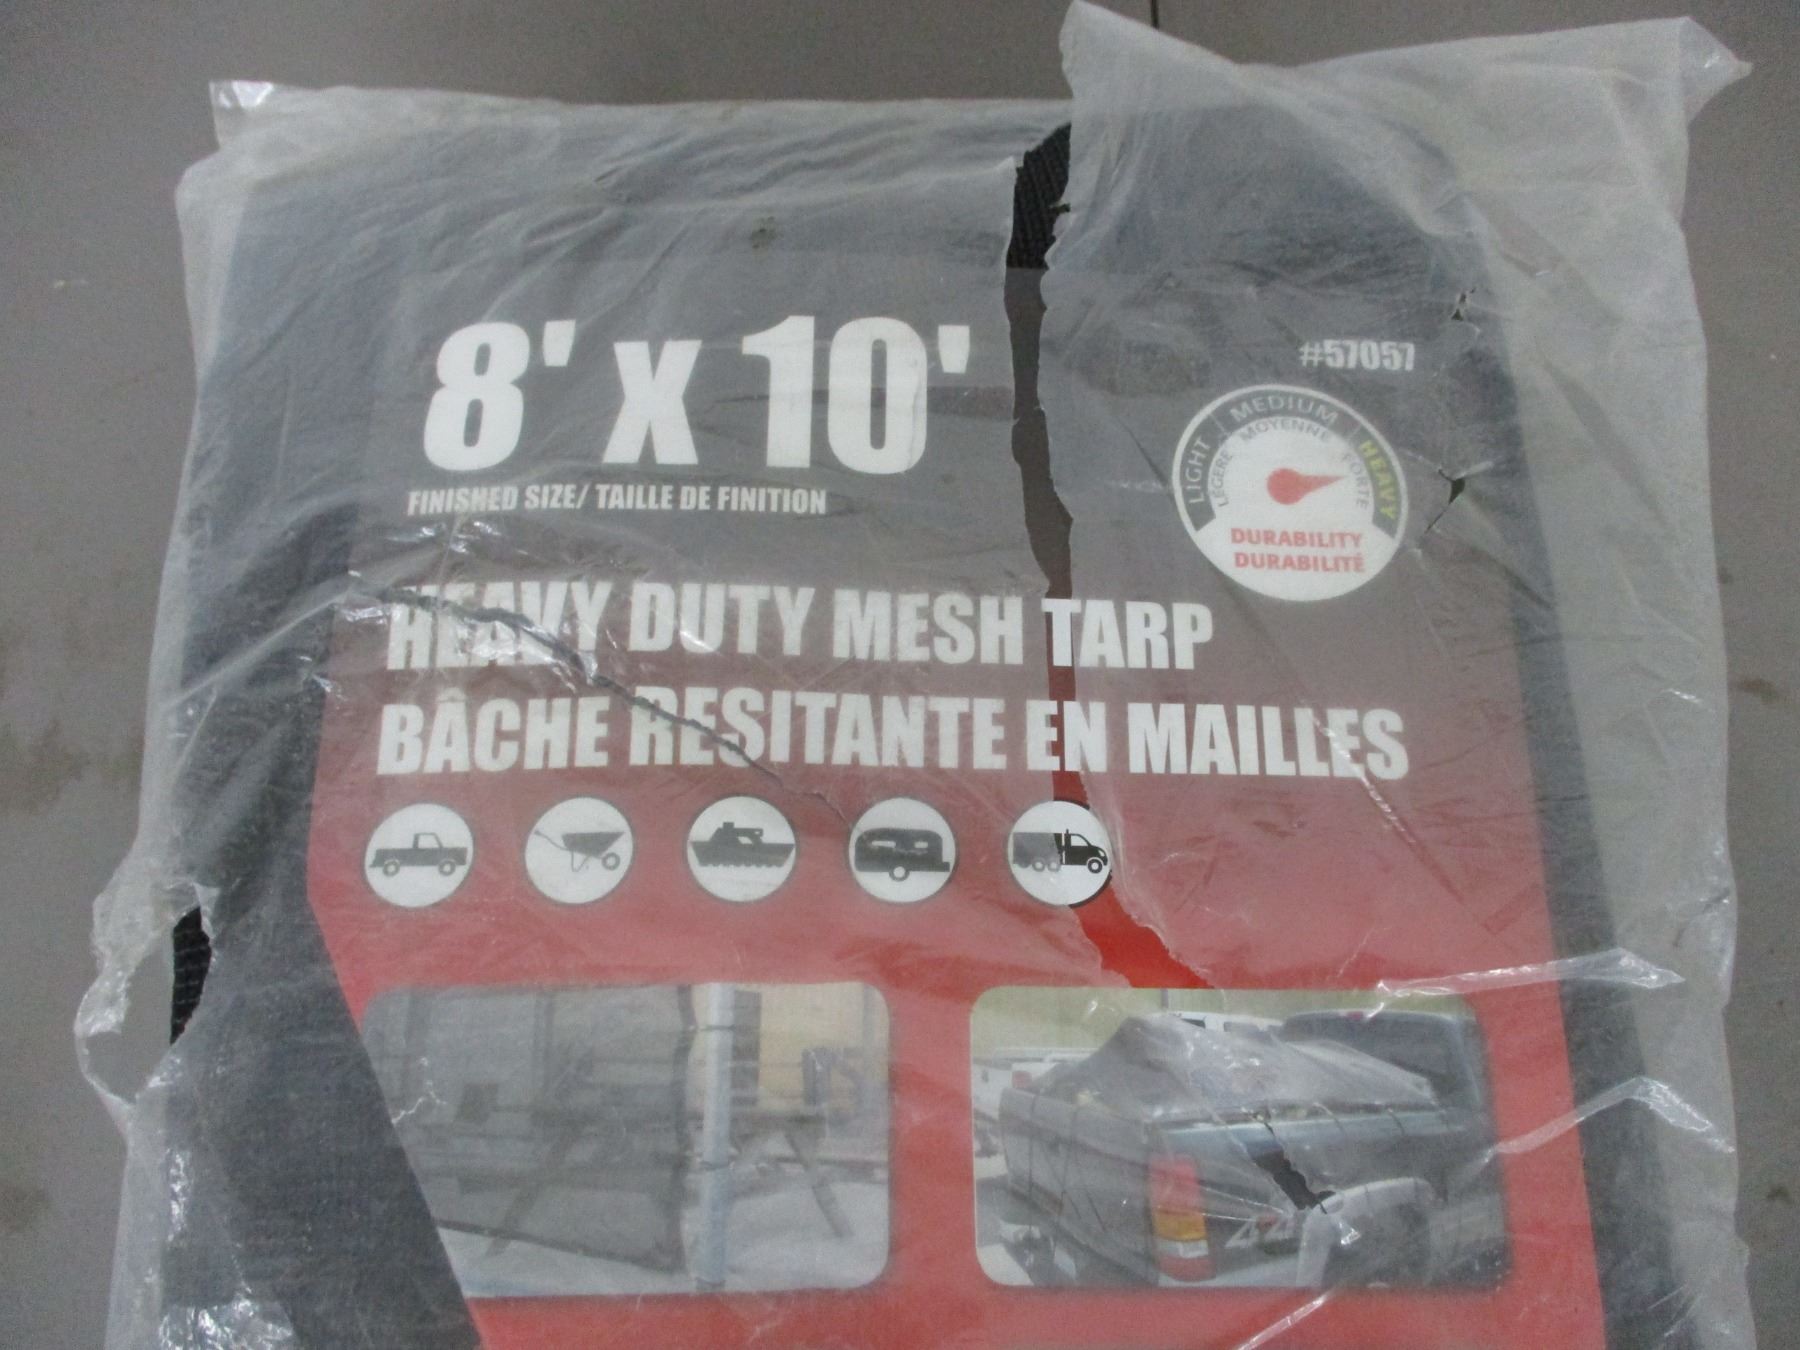 8' X 10'
FINISHED SIZE/ TAILLE DE FINITION
#57057
LIGHT MEDIUM HEAVY
LÉGÈRE MOYENNE FORTE
DURABILITY
DURABILITÉ
HEAVY DUTY MESH TARP
BÂCHE RESITANTE EN MAILLES
4x4